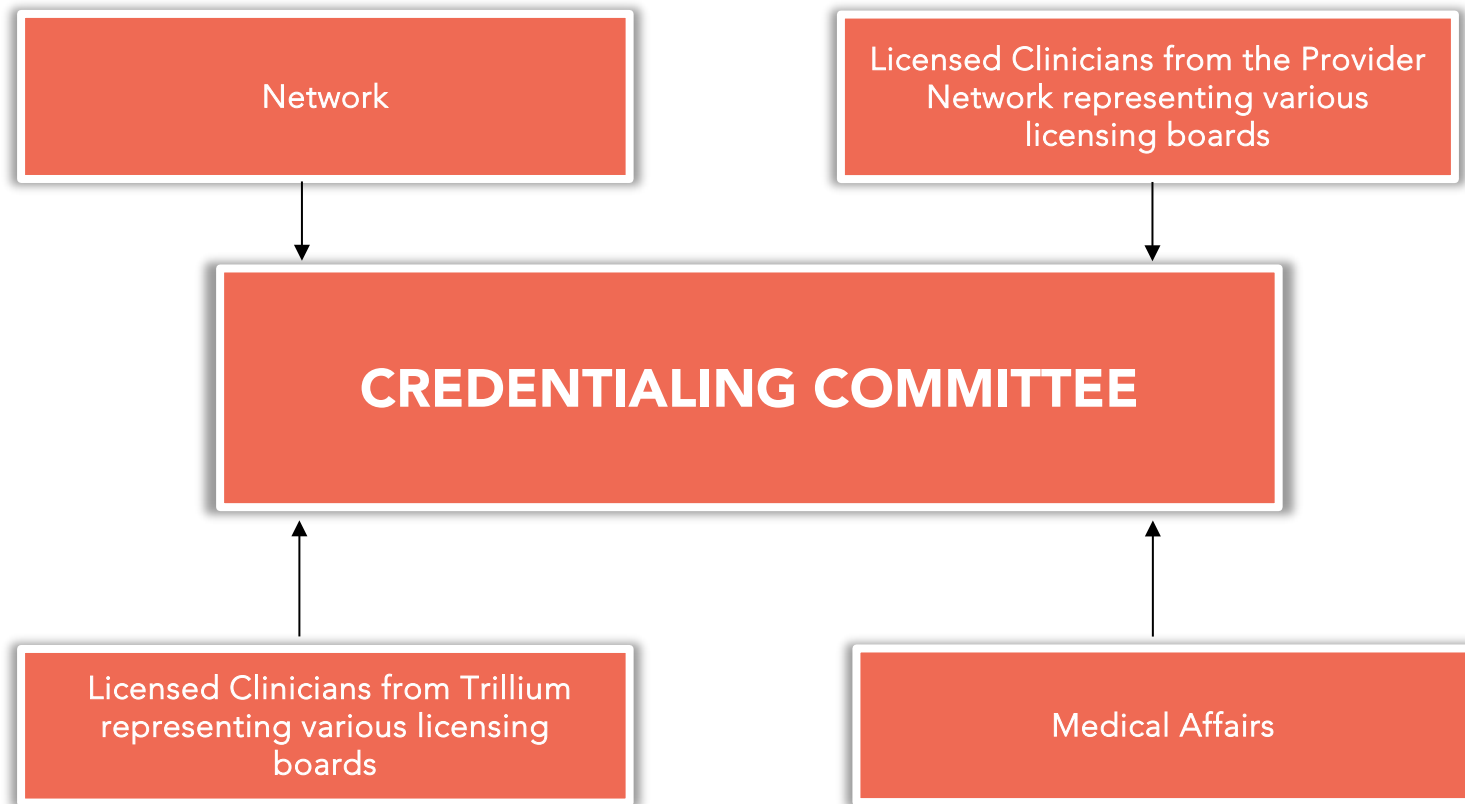 Network
Licensed Clinicians from the Provider
Network representing various
licensing boards
CREDENTIALING COMMITTEE
Licensed Clinicians from Trillium
representing various licensing
boards
Medical Affairs